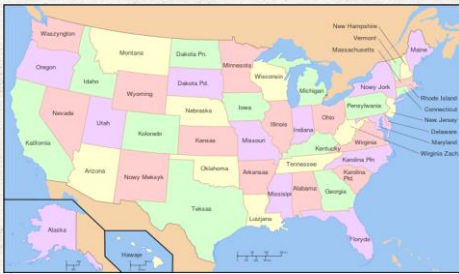 New Hampshire
Vermont
Massachusetts
Waszyngton
Montana
Dakota Pn.
Minnesota
Maine
Oregon
Idaho
Wyoming
Dakota Pd.
Wisconsin
Michigan
Nowy Jork
Rhode Island
Connecticut
New Jersey
Delaware
Maryland
Wirginia Zach.
Nevada
Utah
Kolorado
Nebraska
Iowa
Illinois
Indiana
Ohio
Pensylwania
Kalifornia
Kansas
Missouri
Kentucky
Wirginia
Arizona
Nowy Meksyk
Oklahoma
Arkansas
Tennessee
Karolina Płn.
Karolina
Płd.
Teksas
Luizjana
Missisipi
Alabama
Georgia
Floryda
Alaska
Hawaje